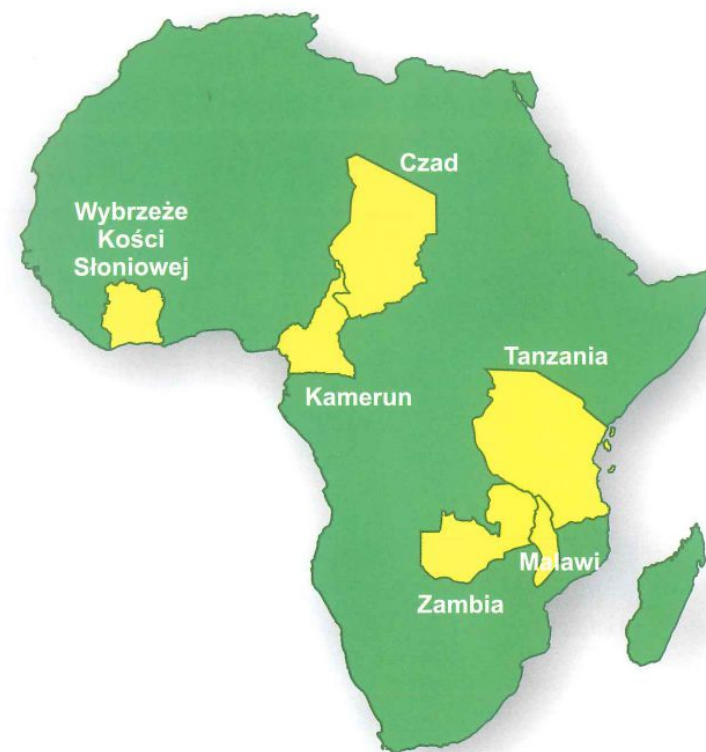 Czad
Wybrzeże
Kości
Słoniowej
Tanzania
Kamerun
Malawi
Zambia